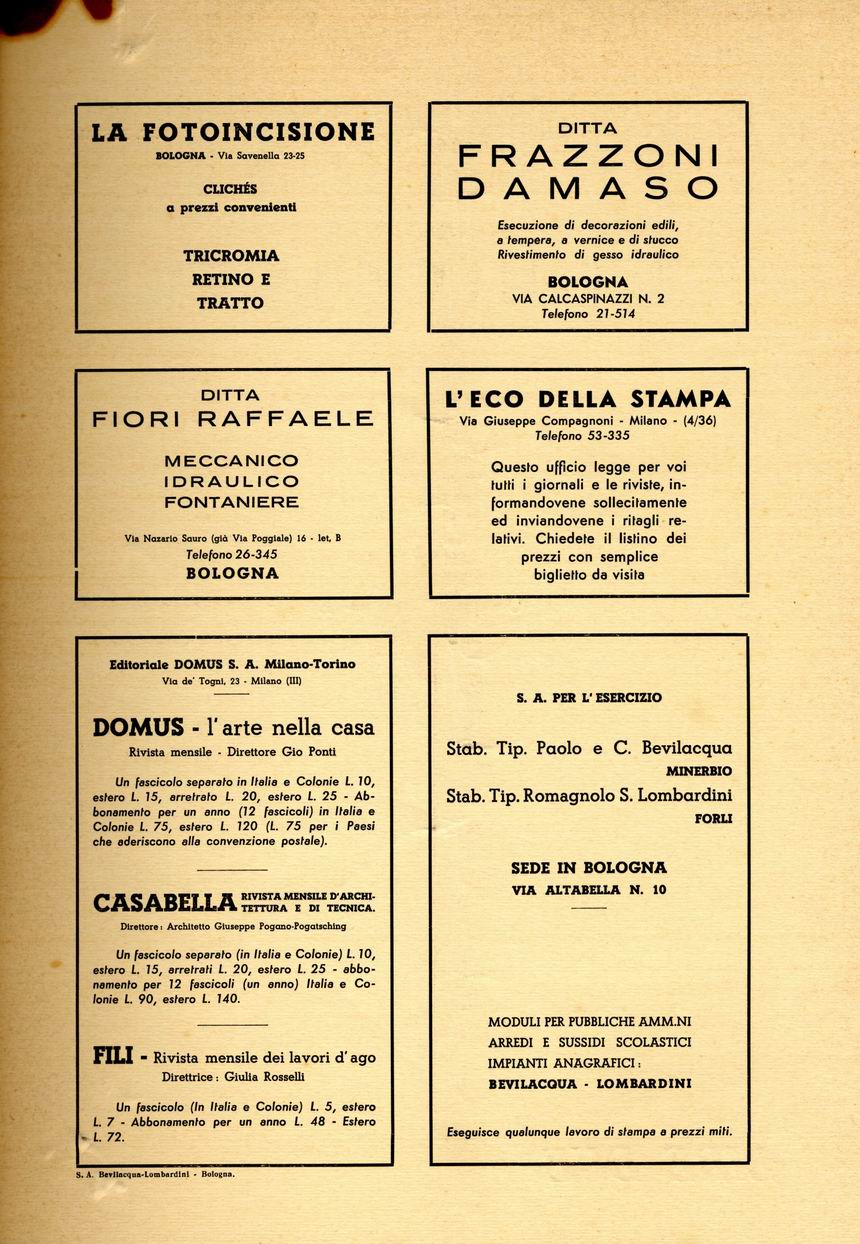 LA FOTOINCISIONE
BOLOGNA - Via Savenella 23-25
CLICHÉS
a prezzi convenienti
TRICROMIA
RETINO E
TRATTO
DITTA
FRAZZONI
DAMASO
Esecuzione di decorazioni edili,
a tempera, a vernice e di stucco
Rivestimento di gesso idraulico
BOLOGNA
VIA CALCASPINAZZI N. 2
Telefono 21-514
DITTA
FIORI RAFFAELE
MECCANICO
IDRAULICO
FONTANIERE
Via Nazario Sauro (già Via Poggiale) 16 - let, B
Telefono 26-345
BOLOGNA
L'ECO DELLA STAMPA
Via Giuseppe Compagnoni - Milano - (4/36)
Telefono 53-335
Questo ufficio legge per voi
tutti i giornali e le riviste, in-
formandovene sollecitamente
ed inviandovene i ritagli re-
lativi. Chiedete il listino dei
prezzi con semplice
biglietto da visita
Editoriale DOMUS S. A. Milano-Torino
Via de' Togni, 23 - Milano (III)
DOMUS - l'arte nella casa
Rivista mensile - Direttore Gio Ponti
Un fascicolo separato in Italia e Colonie L. 10,
estero L. 15, arretrato L. 20, estero L. 25 - Ab-
bonamento per un anno (12 fascicoli) in Italia e
Colonie L. 75, estero L. 120 (L. 75 per i Paesi
che aderiscono alla convenzione postale).
CASABELLA RIVISTA MENSILE D'ARCHI-
TETTURA E DI TECNICA.
Direttore: Architetto Giuseppe Pogano-Pogatsching
Un fascicolo separato (in Italia e Colonie) L. 10,
estero L. 15, arretrati L. 20, estero L. 25 - abbo-
namento per 12 fascicoli (un anno) Italia e Co-
lonie L. 90, estero L. 140.
FILI - Rivista mensile dei lavori d'ago
Direttrice: Giulia Rosselli
Un fascicolo (In Italia e Colonie) L. 5, estero
L. 7 - Abbonamento per un anno L. 48 - Estero
L. 72.
S. A. PER L'ESERCIZIO
Stab. Tip. Paolo e C. Bevilacqua
MINERBIO
Stab. Tip. Romagnolo S. Lombardini
FORLI
SEDE IN BOLOGNA
VIA ALTABELLA N. 10
MODULI PER PUBBLICHE AMM.NI
ARREDI E SUSSIDI SCOLASTICI
IMPIANTI ANAGRAFICI:
BEVILACQUA - LOMBARDINI
Eseguisce qualunque lavoro di stampa a prezzi miti.
S. A. Bevilacqua-Lombardini - Bologna.